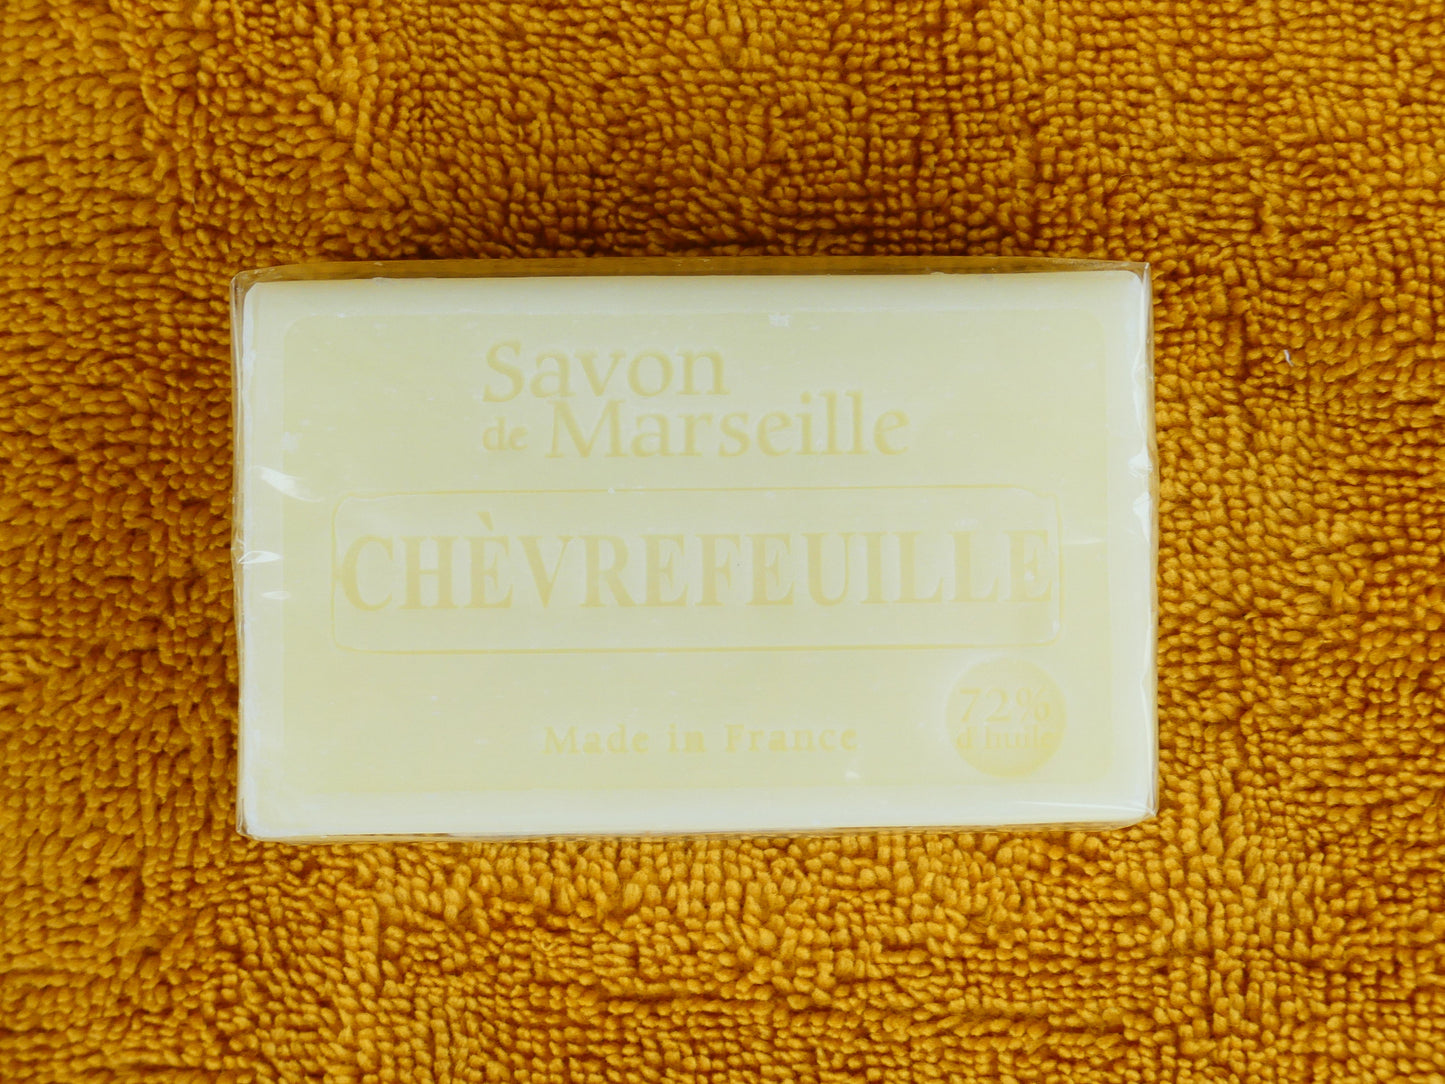 Savon
de Marseille
CHÈVREFEUILLE
Made in France
72%
d'huile